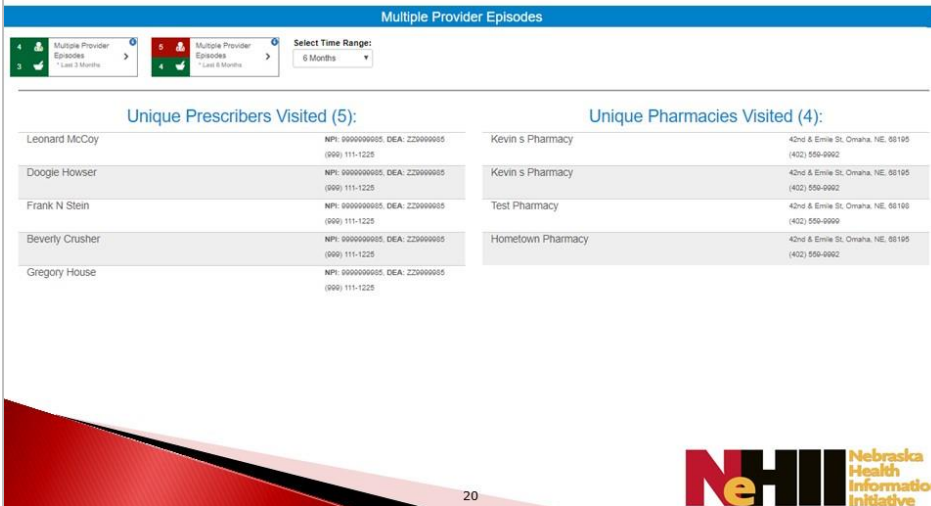 Multiple Provider Episodes
4 Multiple Provider Episodes
3 * Last 3 Months
5 Multiple Provider Episodes
4 * Last 6 Months
Select Time Range:
6 Months
Unique Prescribers Visited (5):
Leonard McCoy NPI: 9999999985, DEA: ZZ9999985
(999) 111-1225
Doogie Howser NPI: 9999999985, DEA: ZZ9999985
(999) 111-1225
Frank N Stein NPI: 9999999985, DEA: ZZ9999985
(999) 111-1225
Beverly Crusher NPI: 9999999985, DEA: ZZ9999985
(999) 111-1225
Gregory House NPI: 9999999985, DEA: ZZ9999985
(999) 111-1225
Unique Pharmacies Visited (4):
Kevin s Pharmacy 42nd & Emile St, Omaha, NE, 68195
(402) 559-9992
Kevin s Pharmacy 42nd & Emile St, Omaha, NE, 68195
(402) 559-9992
Test Pharmacy 42nd & Emile St, Omaha, NE, 68198
(402) 559-9999
Hometown Pharmacy 42nd & Emile St, Omaha, NE, 68195
(402) 559-9992
20
NeHII
Nebraska
Health
Information
Initiative